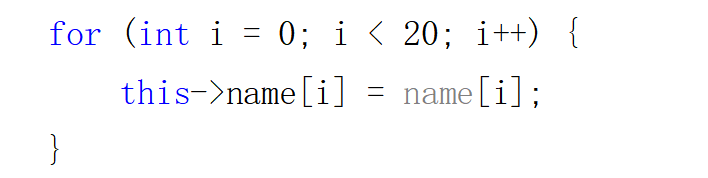 for (int i = 0; i < 20; i++) {
    this->name[i] = name[i];
}